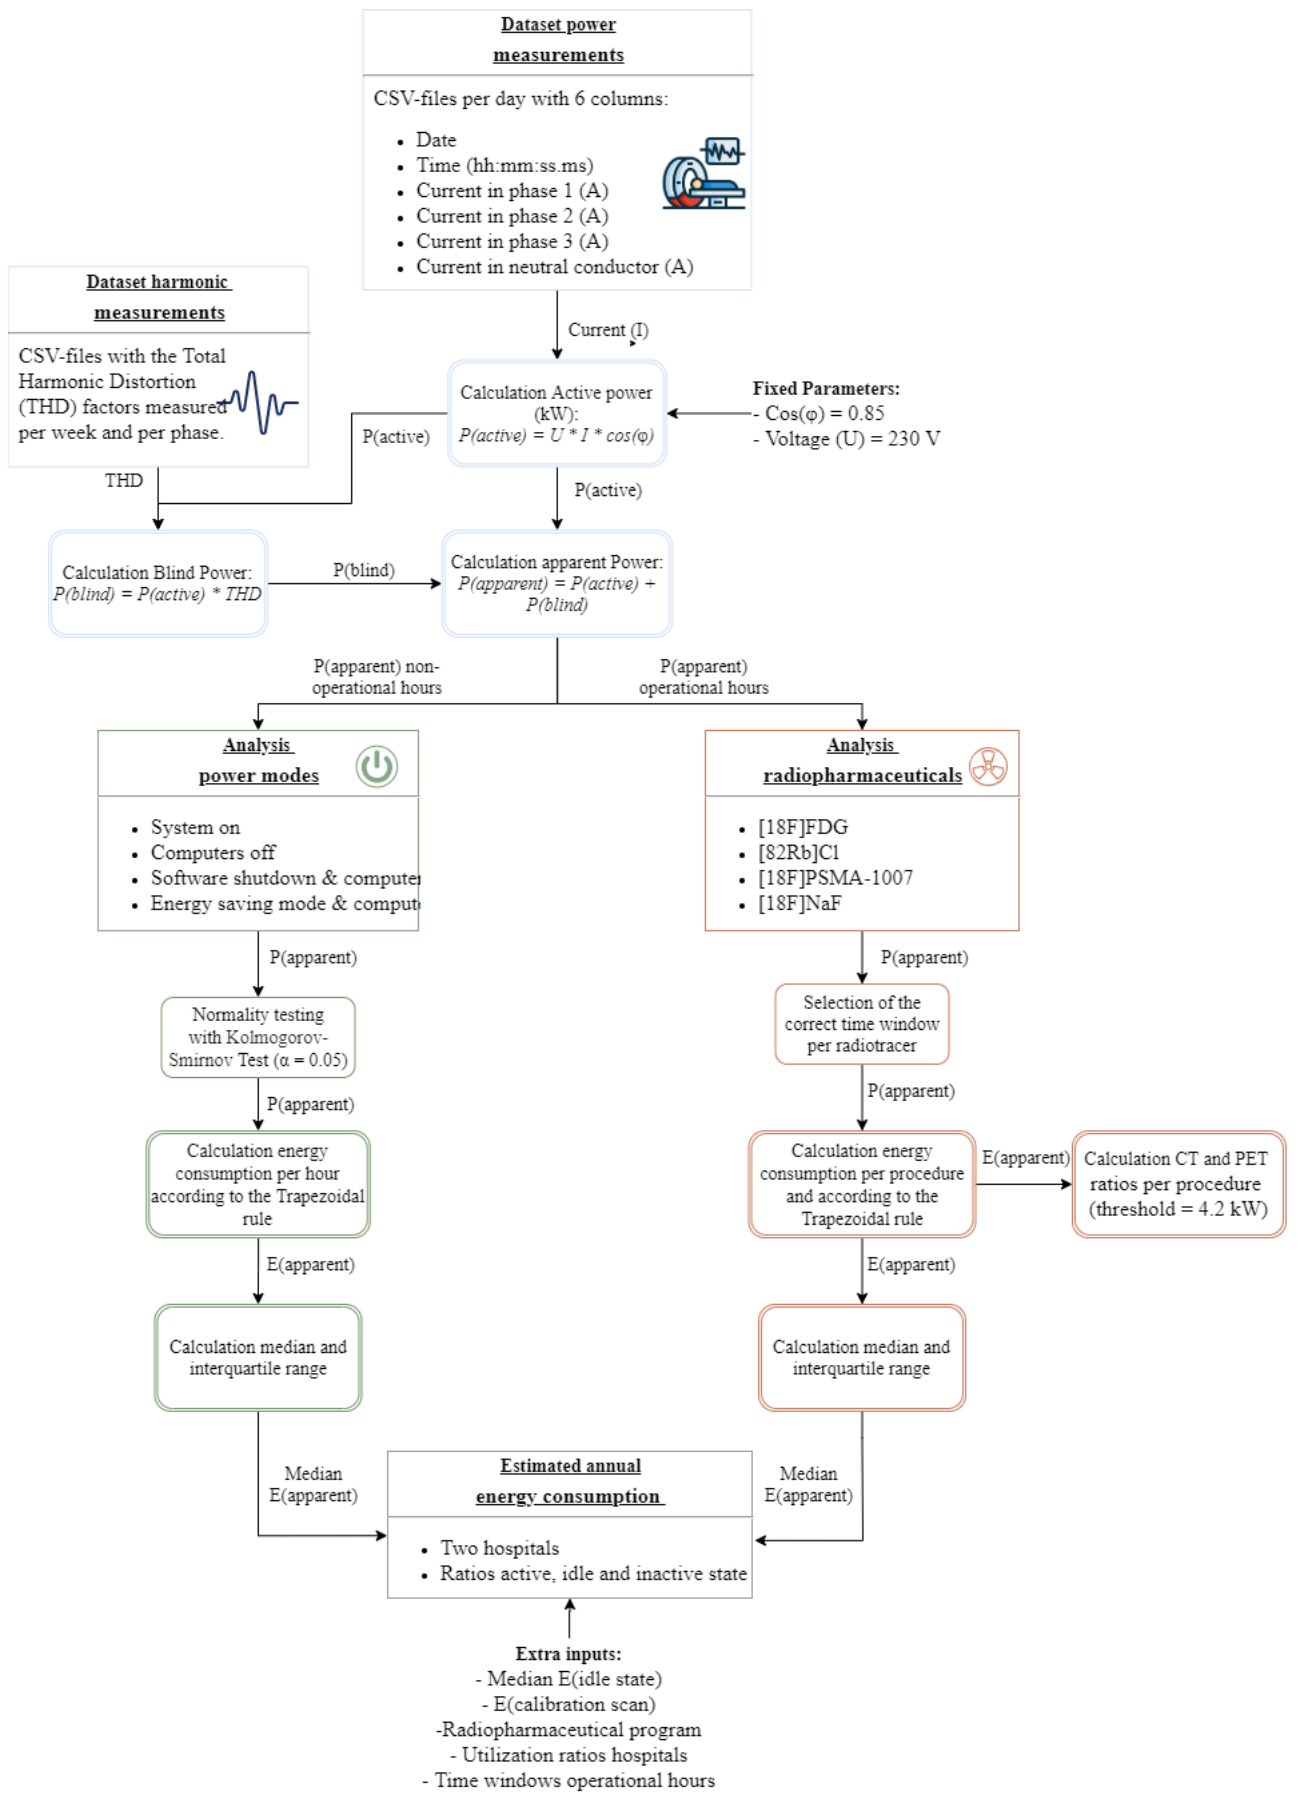 Dataset power
measurements
CSV-files per day with 6 columns:
• Date
• Time (hh:mm:ss.ms)
• Current in phase 1 (A)
• Current in phase 2 (A)
• Current in phase 3 (A)
• Current in neutral conductor (A)
Dataset harmonic
measurements
CSV-files with the Total
Harmonic Distortion
(THD) factors measured
per week and per phase.
Current (I)
Calculation Active power
(kW):
P(active) = U * I * cos(φ)
Fixed Parameters:
- Cos(φ) = 0.85
- Voltage (U) = 230 V
P(active)
THD
P(active)
Calculation Blind Power:
P(blind) = P(active) * THD
P(blind)
Calculation apparent Power:
P(apparent) = P(active) +
P(blind)
P(apparent) non-
operational hours
P(apparent)
operational hours
Analysis
power modes
• System on
• Computers off
• Software shutdown & computer
• Energy saving mode & comput
Analysis
radiopharmaceuticals
• [18F]FDG
• [82Rb]Cl
• [18F]PSMA-1007
• [18F]NaF
P(apparent)
P(apparent)
Normality testing
with Kolmogorov-
Smirnov Test (α = 0.05)
Selection of the
correct time window
per radiotracer
P(apparent)
P(apparent)
Calculation energy
consumption per hour
according to the Trapezoidal
rule
Calculation energy
consumption per procedure
and according to the
Trapezoidal rule
E(apparent)
Calculation CT and PET
ratios per procedure
(threshold = 4.2 kW)
E(apparent)
E(apparent)
Calculation median and
interquartile range
Calculation median and
interquartile range
Median
E(apparent)
Median
E(apparent)
Estimated annual
energy consumption
• Two hospitals
• Ratios active, idle and inactive state
Extra inputs:
- Median E(idle state)
- E(calibration scan)
-Radiopharmaceutical program
- Utilization ratios hospitals
- Time windows operational hours